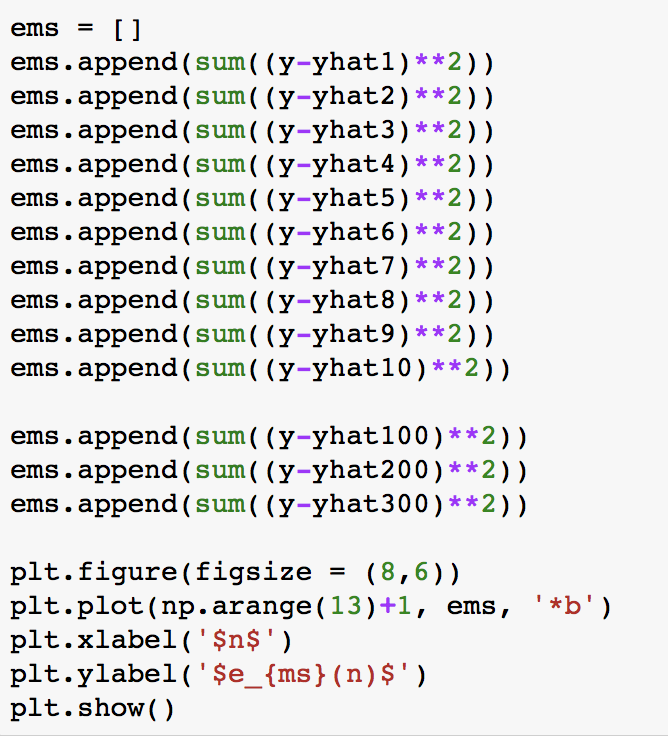 ems = []
ems.append(sum((y-yhat1)**2))
ems.append(sum((y-yhat2)**2))
ems.append(sum((y-yhat3)**2))
ems.append(sum((y-yhat4)**2))
ems.append(sum((y-yhat5)**2))
ems.append(sum((y-yhat6)**2))
ems.append(sum((y-yhat7)**2))
ems.append(sum((y-yhat8)**2))
ems.append(sum((y-yhat9)**2))
ems.append(sum((y-yhat10)**2))
ems.append(sum((y-yhat100)**2))
ems.append(sum((y-yhat200)**2))
ems.append(sum((y-yhat300)**2))
plt.figure(figsize = (8,6))
plt.plot(np.arange(13)+1, ems, '*b')
plt.xlabel('$n$')
plt.ylabel('$e_{ms}(n)$')
plt.show()